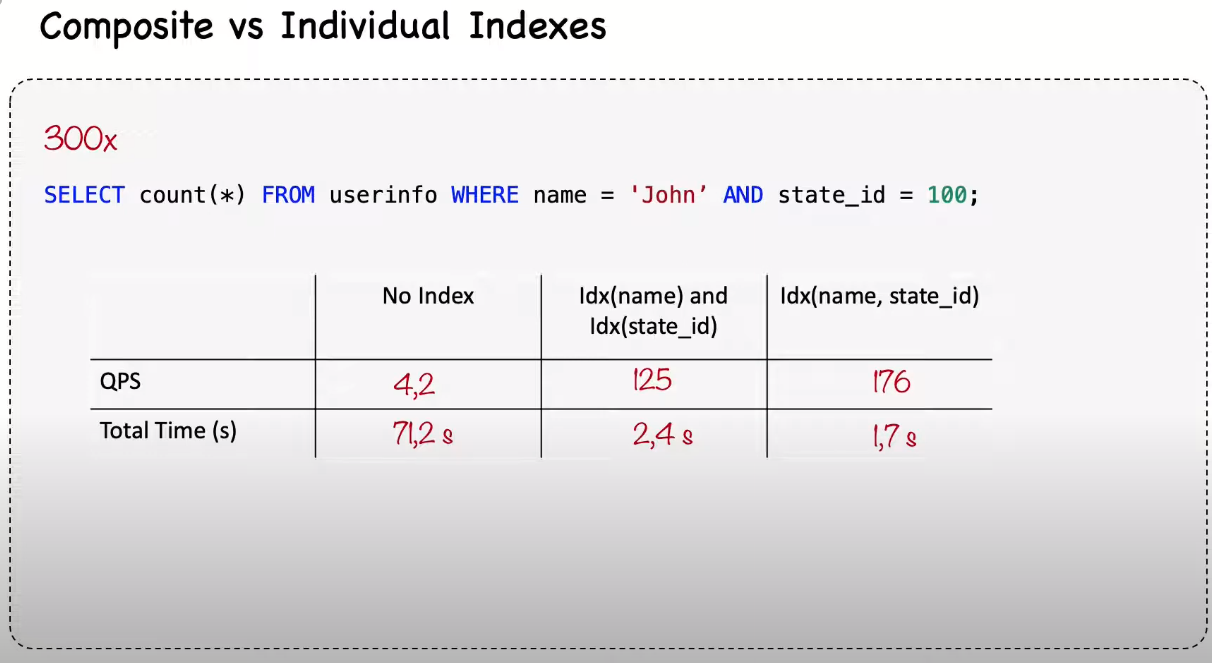 Composite vs Individual Indexes
300x
SELECT count(*) FROM userinfo WHERE name = 'John’ AND state_id = 100;
No Index
Idx(name) and
Idx(state_id)
Idx(name, state_id)
QPS
4,2
125
176
Total Time (s)
71,2 s
2,4 s
1,7 s